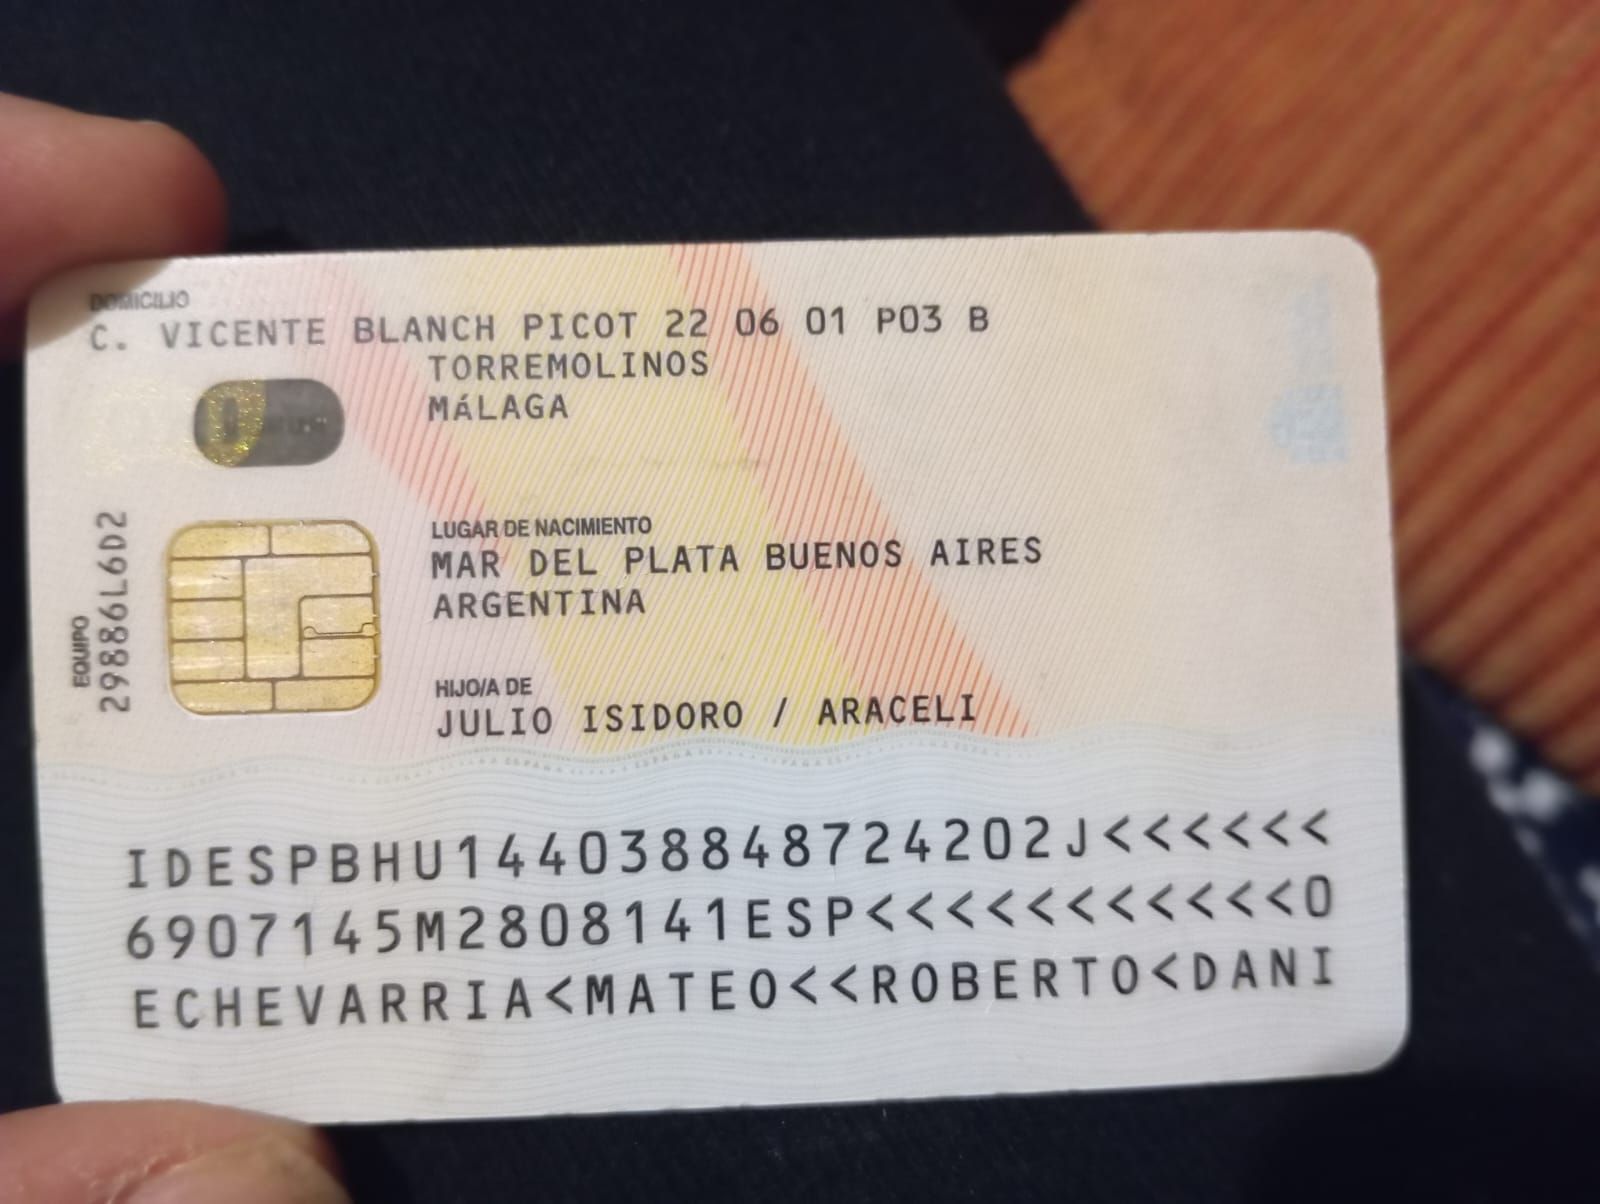 DOMICILIO
C. VICENTE BLANCH PICOT 22 06 01 P03 B
TORREMOLINOS
MáLAGA
LUGAR DE NACIMIENTO
MAR DEL PLATA BUENOS AIRES
ARGENTINA
EQUIPO
29886L6D2
HIJO/A DE
JULIO ISIDORO / ARACELI
IDESPBHU144038848724202J<<<<<<
6907145M2808141ESP<<<<<<<<<<<0
ECHEVARRIA<MATEO<<ROBERTO<DANI